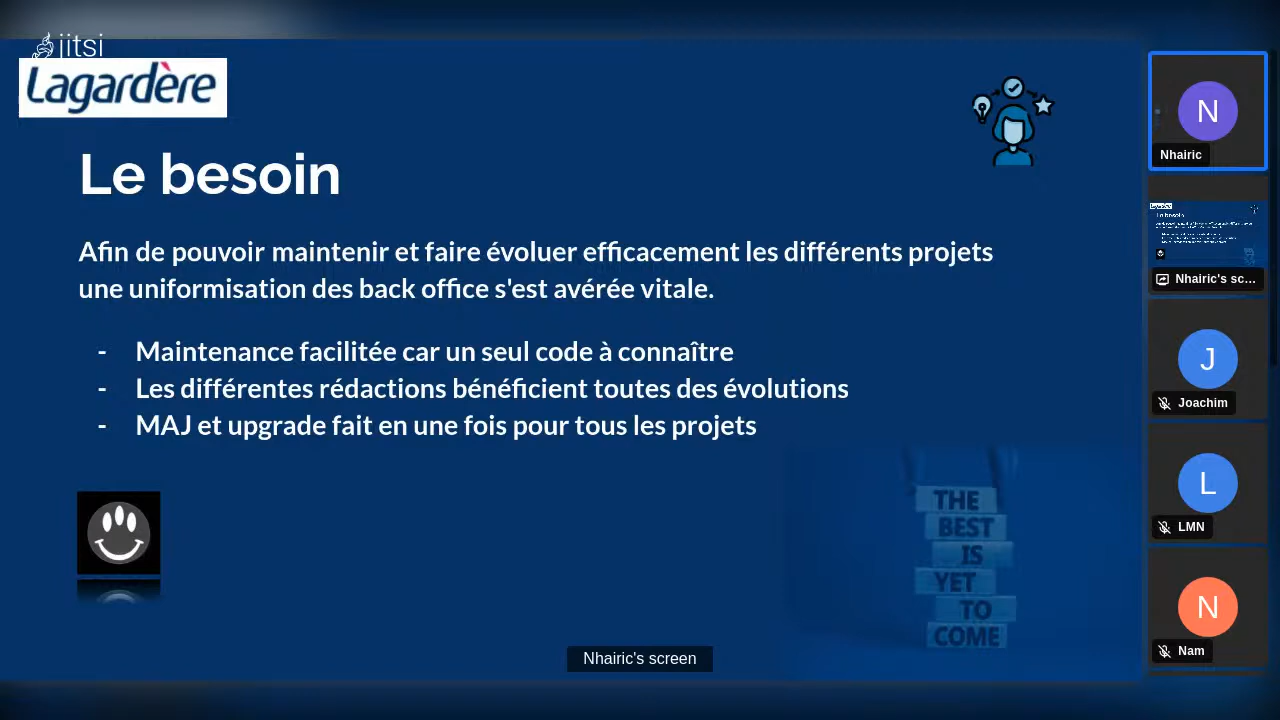 jitsi
Lagardère
Le besoin
Afin de pouvoir maintenir et faire évoluer efficacement les différents projets
une uniformisation des back office s'est avérée vitale.
- Maintenance facilitée car un seul code à connaître
- Les différentes rédactions bénéficient toutes des évolutions
- MAJ et upgrade fait en une fois pour tous les projets
THE
BEST
IS
YET
TO
COME
Nhairic's screen
N
Nhairic
Nhairic's sc...
J
Joachim
L
LMN
N
Nam